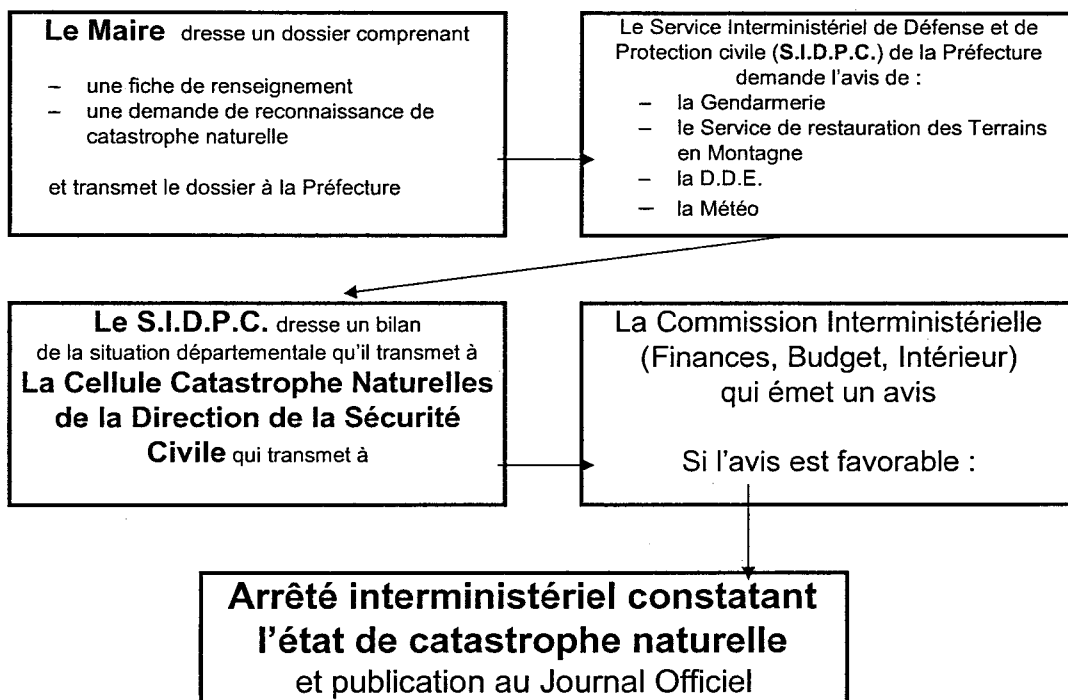 Le Maire dresse un dossier comprenant
– une fiche de renseignement
– une demande de reconnaissance de
catastrophe naturelle
et transmet le dossier à la Préfecture
Le Service Interministériel de Défense et de
Protection civile (S.I.D.P.C.) de la Préfecture
demande l'avis de :
– la Gendarmerie
– le Service de restauration des Terrains
en Montagne
– la D.D.E.
– la Météo
Le S.I.D.P.C. dresse un bilan
de la situation départementale qu'il transmet à
La Cellule Catastrophe Naturelles
de la Direction de la Sécurité
Civile qui transmet à
La Commission Interministérielle
(Finances, Budget, Intérieur)
qui émet un avis
Si l'avis est favorable :
Arrêté interministériel constatant
l'état de catastrophe naturelle
et publication au Journal Officiel